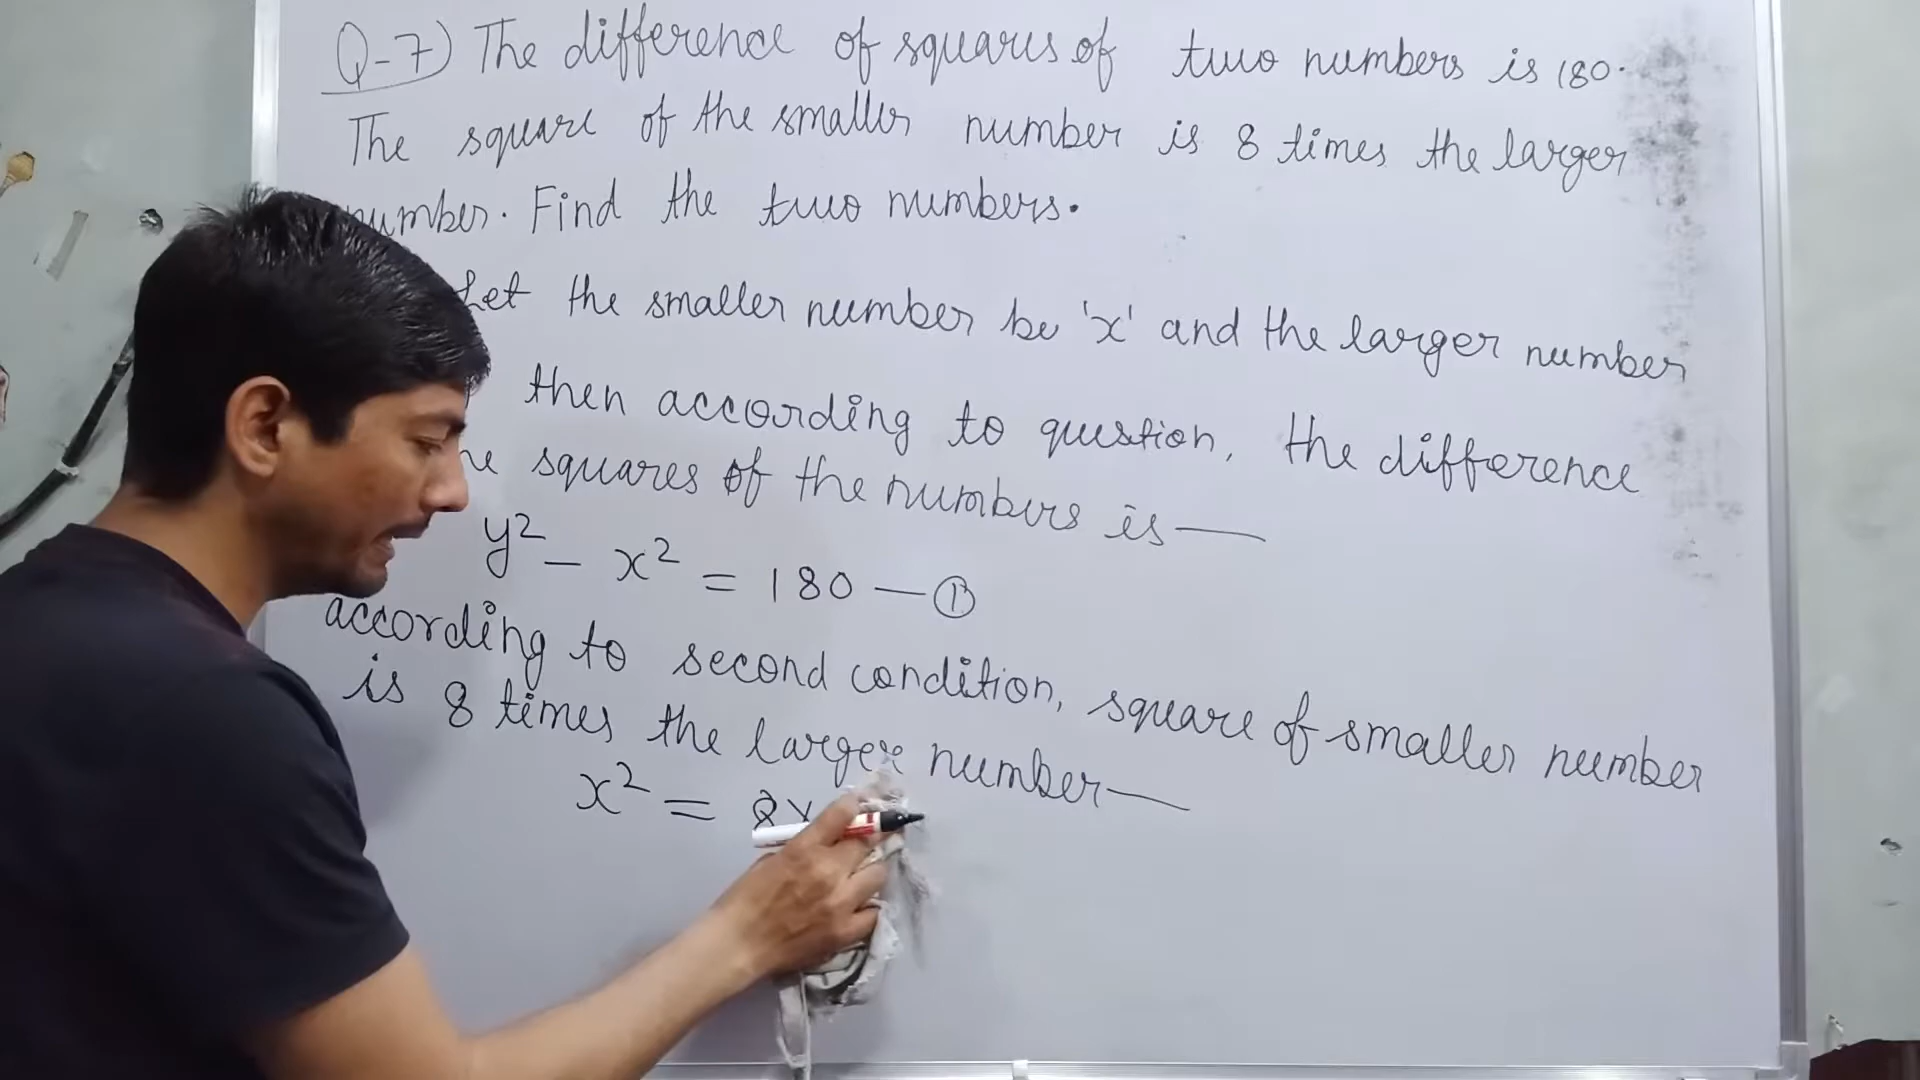 Q-7) The difference of squares of two numbers is 180.
The square of the smaller number is 8 times the larger
number. Find the two numbers.
Let the smaller number be 'x' and the larger number
then according to question, the difference
squares of the numbers is —
y² - x² = 180 —
according to second condition, square of smaller number
is 8 times the larger number —
x² = 8x